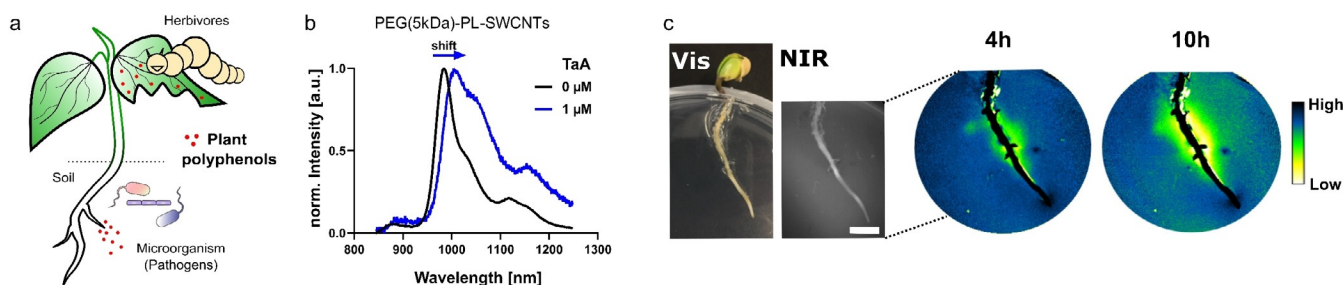 a
Herbivores
Plant
polyphenols
Soil
Microorganism
(Pathogens)
b
PEG(5kDa)-PL-SWCNTs
shift
TaA
0 µM
1 µM
norm. Intensity [a.u.]
1.0
0.5
0.0
800 900 1000 1100 1200 1300
Wavelength [nm]
c
Vis
NIR
4h
10h
High
Low